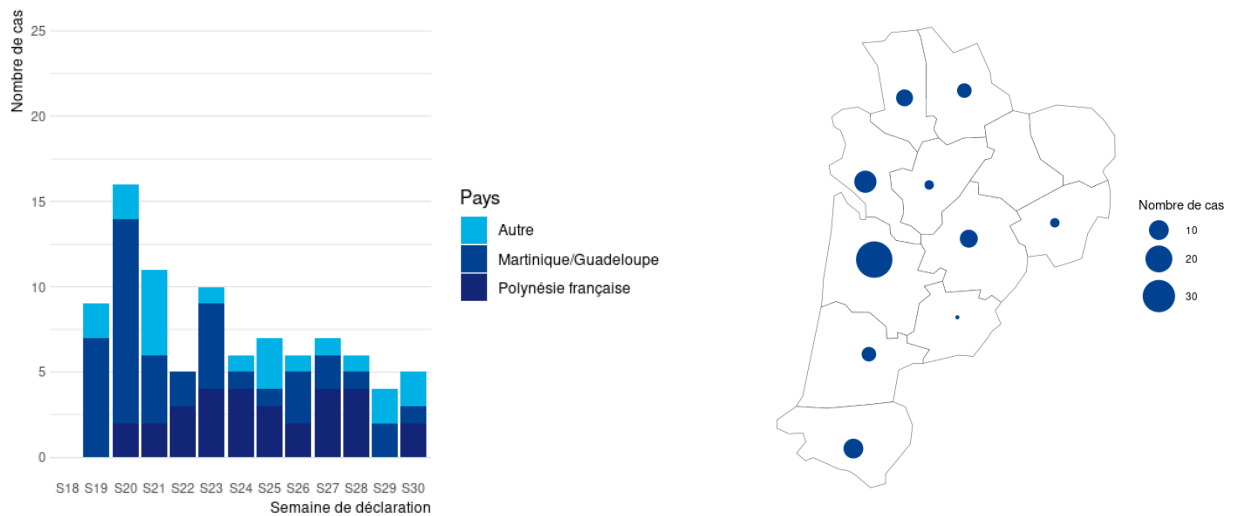 Nombre de cas
25
20
15
10
5
0
S18 S19 S20 S21 S22 S23 S24 S25 S26 S27 S28 S29 S30
Semaine de déclaration
Pays
Autre
Martinique/Guadeloupe
Polynésie française
Nombre de cas
10
20
30